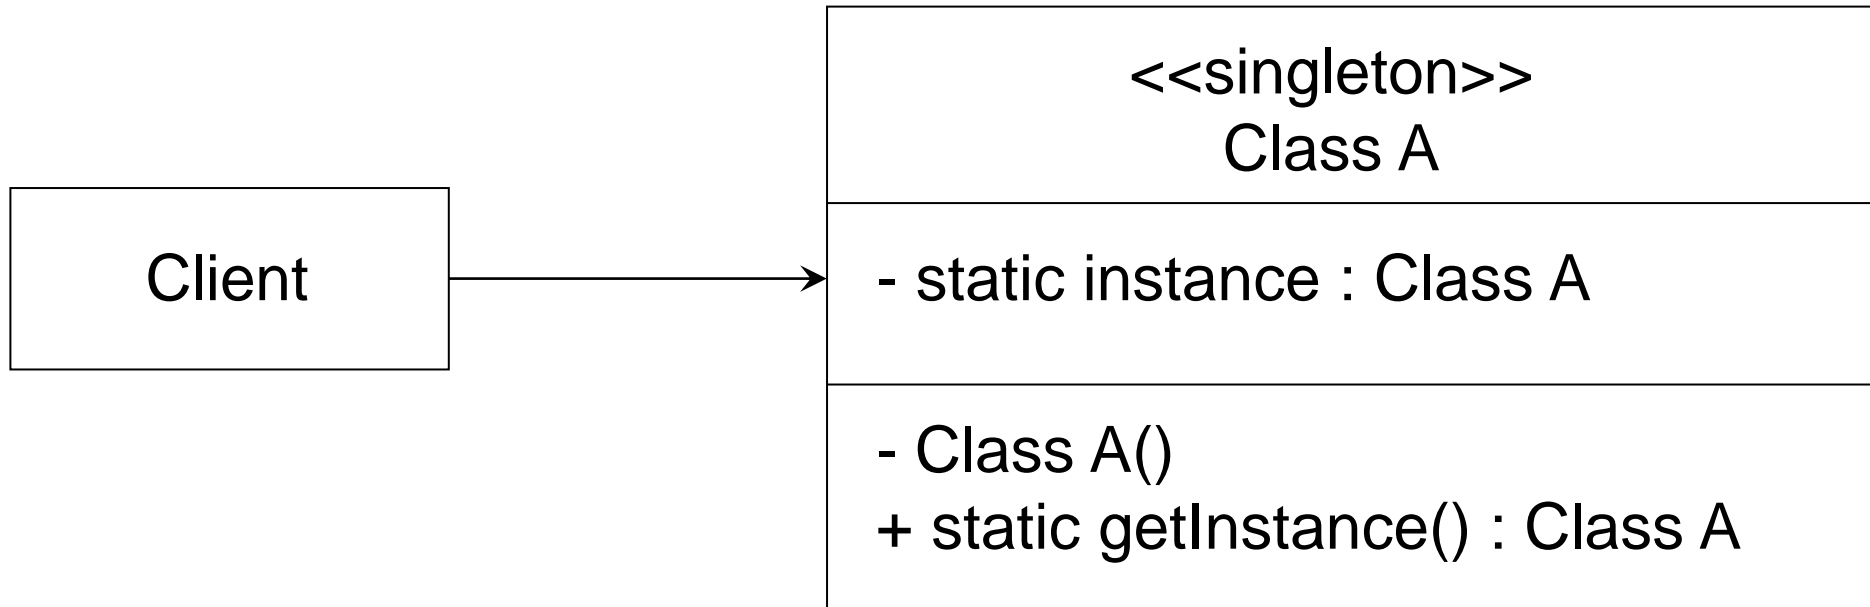 Client
<<singleton>>
Class A
- static instance : Class A
- Class A()
+ static getInstance() : Class A